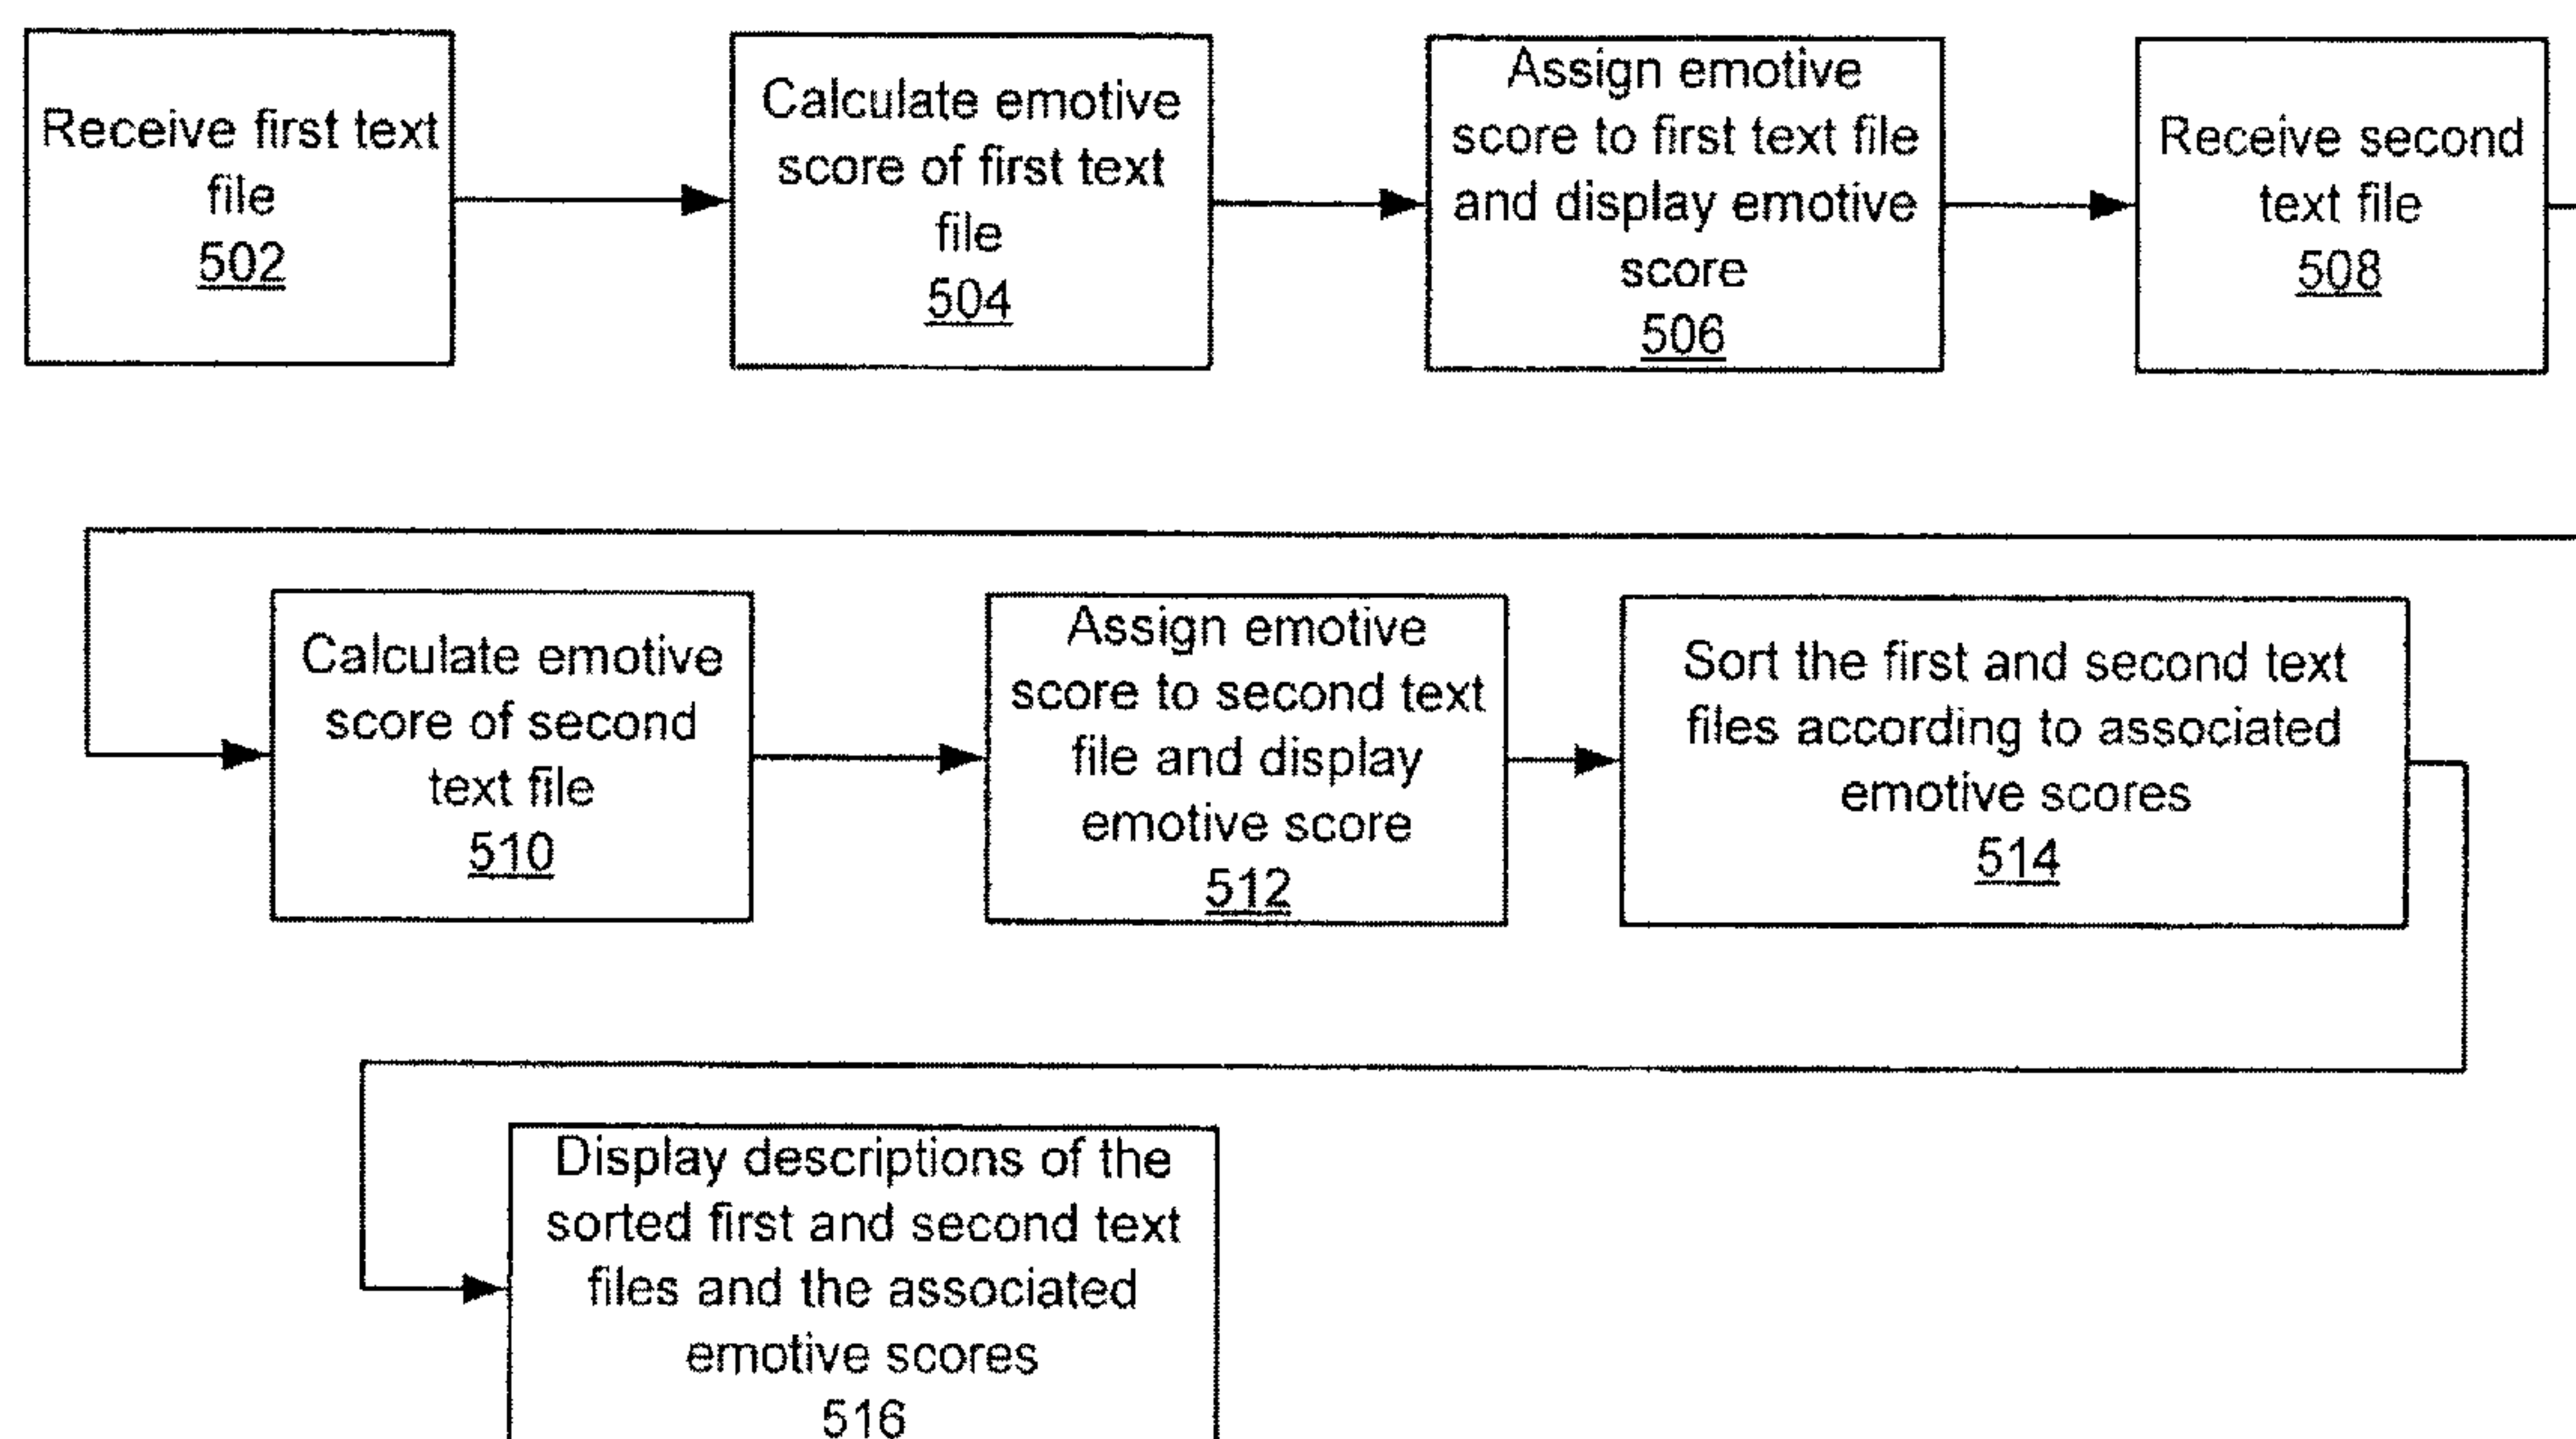 Receive first text
file
502
Calculate emotive
score of first text
file
504
Assign emotive
score to first text file
and display emotive
score
506
Receive second
text file
508
Calculate emotive
score of second
text file
510
Assign emotive
score to second text
file and display
emotive score
512
Sort the first and second text
files according to associated
emotive scores
514
Display descriptions of the
sorted first and second text
files and the associated
emotive scores
516